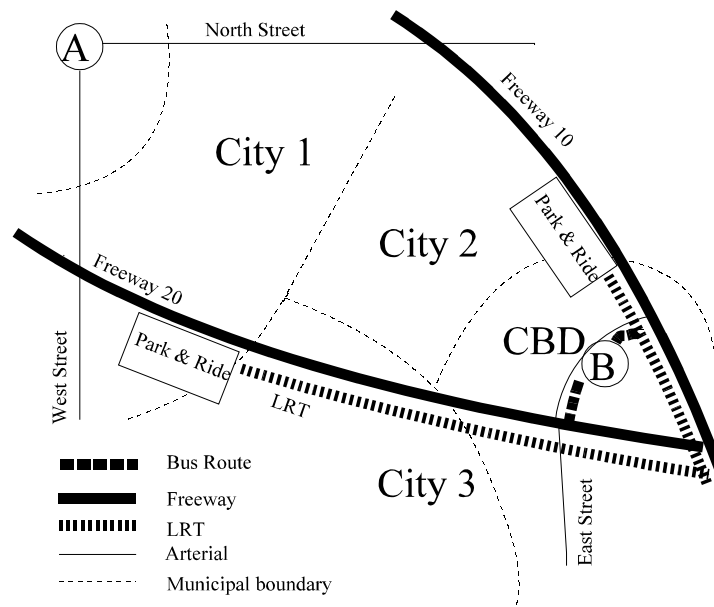 A
North Street
Freeway 10
City 1
Park & Ride
City 2
Freeway 20
CBD
B
Park & Ride
West Street
LRT
City 3
East Street
Bus Route
Freeway
LRT
Arterial
Municipal boundary